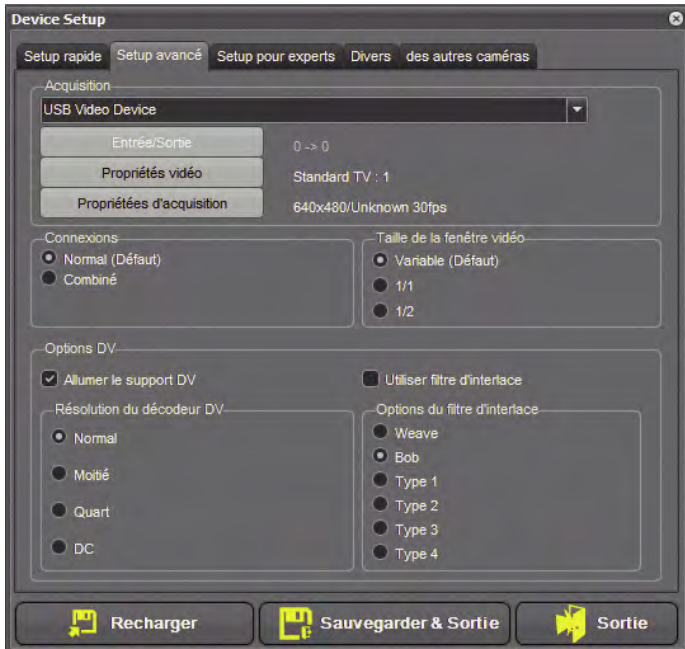 Device Setup
Setup rapide Setup avancé Setup pour experts Divers des autres caméras
Acquisition
USB Video Device
Entrée/Sortie 0 -> 0
Propriétés vidéo Standard TV : 1
Propriétées d'acquisition 640x480/Unknown 30fps
Connexions
Normal (Défaut)
Combiné
Taille de la fenêtre vidéo
Variable (Défaut)
1/1
1/2
Options DV
Allumer le support DV
Utiliser filtre d'interlace
Résolution du décodeur DV
Normal
Moitié
Quart
DC
Options du filtre d'interlace
Weave
Bob
Type 1
Type 2
Type 3
Type 4
Recharger Sauvegarder & Sortie Sortie